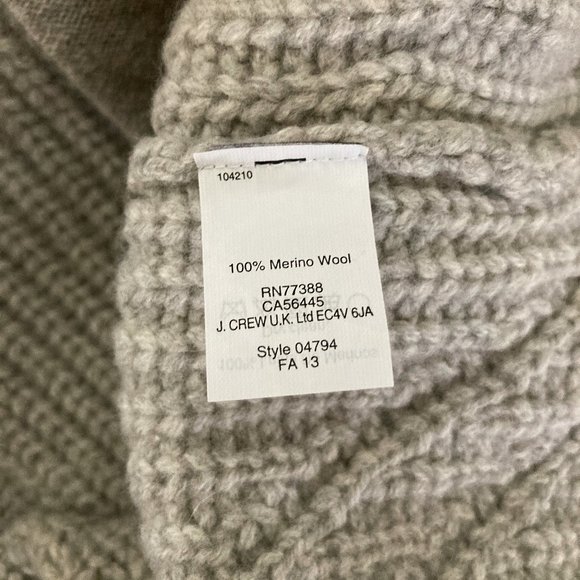 104210
100% Merino Wool
RN77388
CA56445
J. CREW U.K. Ltd EC4V 6JA
Style 04794
FA 13